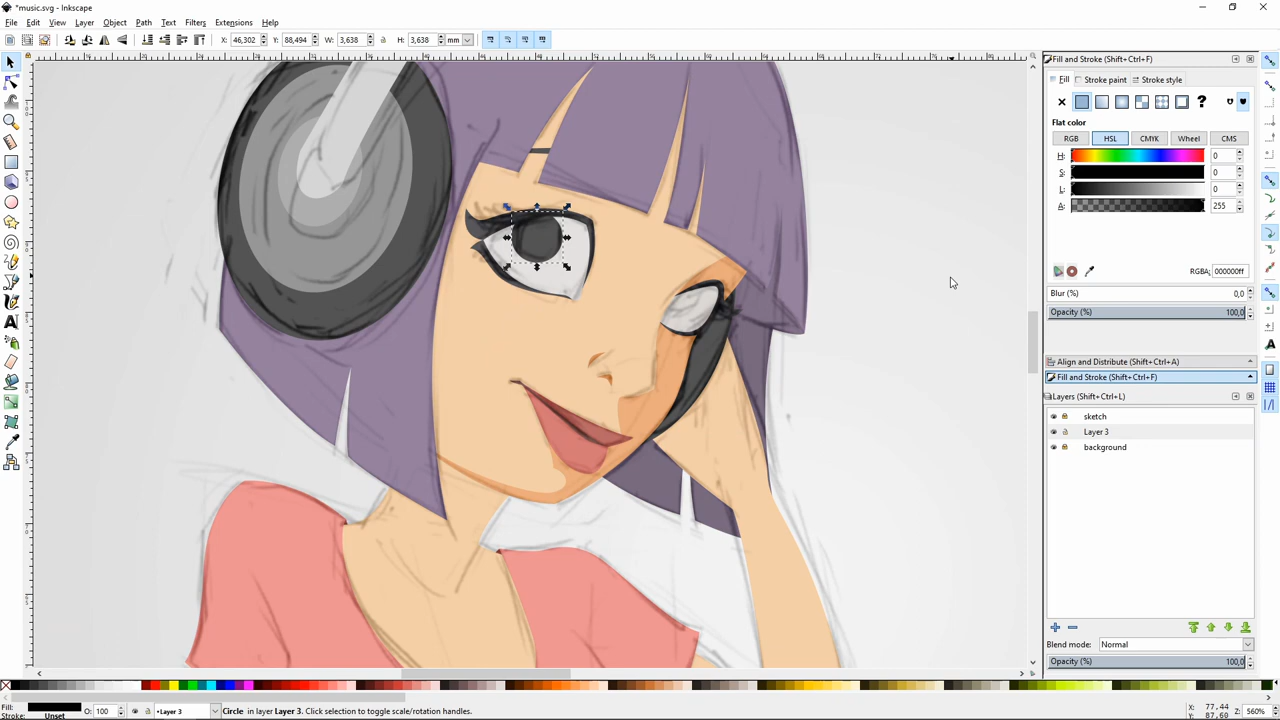 *music.svg - Inkscape
File Edit View Layer Object Path Text Filters Extensions Help
X: 46,302 Y: 88,494 W: 3,638 H: 3,638 mm
Fill and Stroke (Shift+Ctrl+F)
Fill Stroke paint Stroke style
?
Flat color
RGB HSL CMYK Wheel CMS
H: 0
S: 0
L: 0
A: 255
RGBA: 000000ff
Blur (%) 0,0
Opacity (%) 100,0
Align and Distribute (Shift+Ctrl+A)
Fill and Stroke (Shift+Ctrl+F)
Layers (Shift+Ctrl+L)
sketch
Layer 3
background
Blend mode: Normal
Opacity (%) 100,0
Fill:
Stroke: Unset
O: 100
•Layer 3
Circle in layer Layer 3. Click selection to toggle scale/rotation handles.
X: 77,44
Y: 87,60
Z: 560%